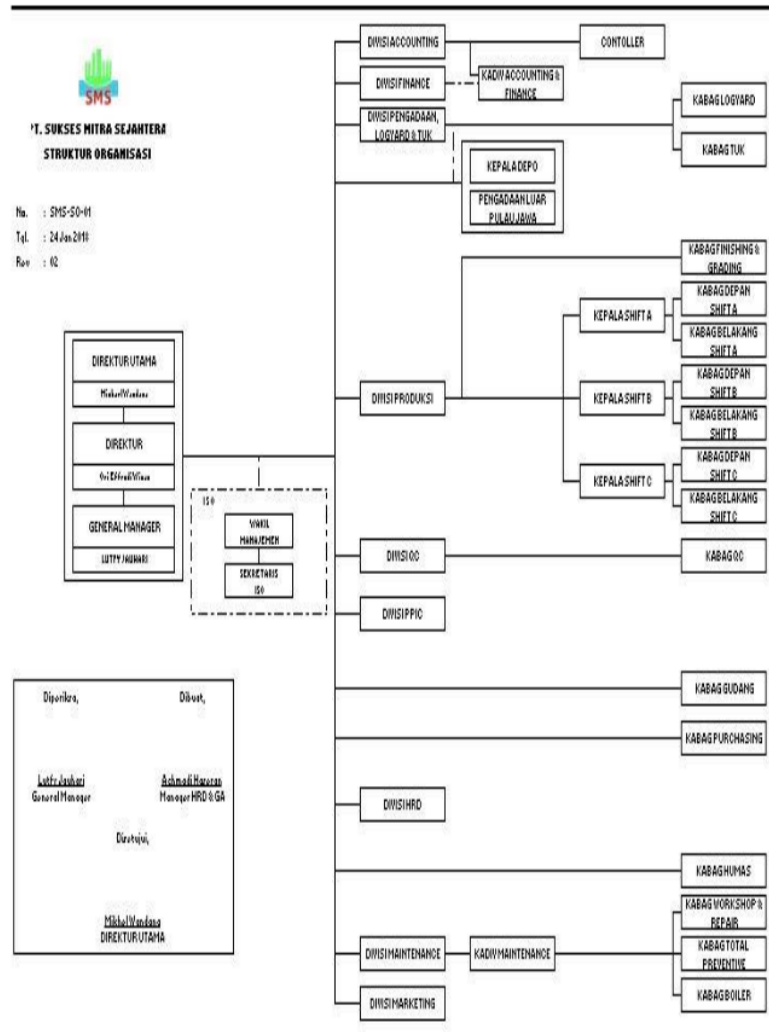 SMS
PT. SUKSES MITRA SEJAHTERA
STRUKTUR ORGANISASI
No. : SMS-SO-01
Tgl. : 24 Jan 2018
Rev : 02
DIREKTUR UTAMA
DIREKTUR
GENERAL MANAGER
LUTFY JAUHARI
ISO
WAKIL
MANAJEMEN
SEKRETARIS
ISO
DIVISI ACCOUNTING
CONTOLLER
DIVISI FINANCE
KADIV ACCOUNTING &
FINANCE
DIVISI PENGADAAN,
LOGYARD & TUK
KABAG LOGYARD
KABAG TUK
KEPALA DEPO
PENGADAAN LUAR
PULAU JAWA
DIVISI PRODUKSI
KABAG FINISHING &
GRADING
KEPALA SHIFT A
KABAG DEPAN
SHIFT A
KABAG BELAKANG
SHIFT A
KEPALA SHIFT B
KABAG DEPAN
SHIFT B
KABAG BELAKANG
SHIFT B
KEPALA SHIFT C
KABAG DEPAN
SHIFT C
KABAG BELAKANG
SHIFT C
DIVISI QC
KABAG QC
DIVISI PPIC
KABAG GUDANG
KABAG PURCHASING
DIVISI HRD
KABAG HUMAS
DIVISI MAINTENANCE
KADIV MAINTENANCE
KABAG WORKSHOP &
REPAIR
KABAG TOTAL
PREVENTIVE
KABAG BOILER
DIVISI MARKETING
Diperiksa, Dibuat,
Lutfy Jauhari
General Manager
Achmadi
Manager HRD & GA
Disetujui,
Mikhel Wandana
DIREKTUR UTAMA